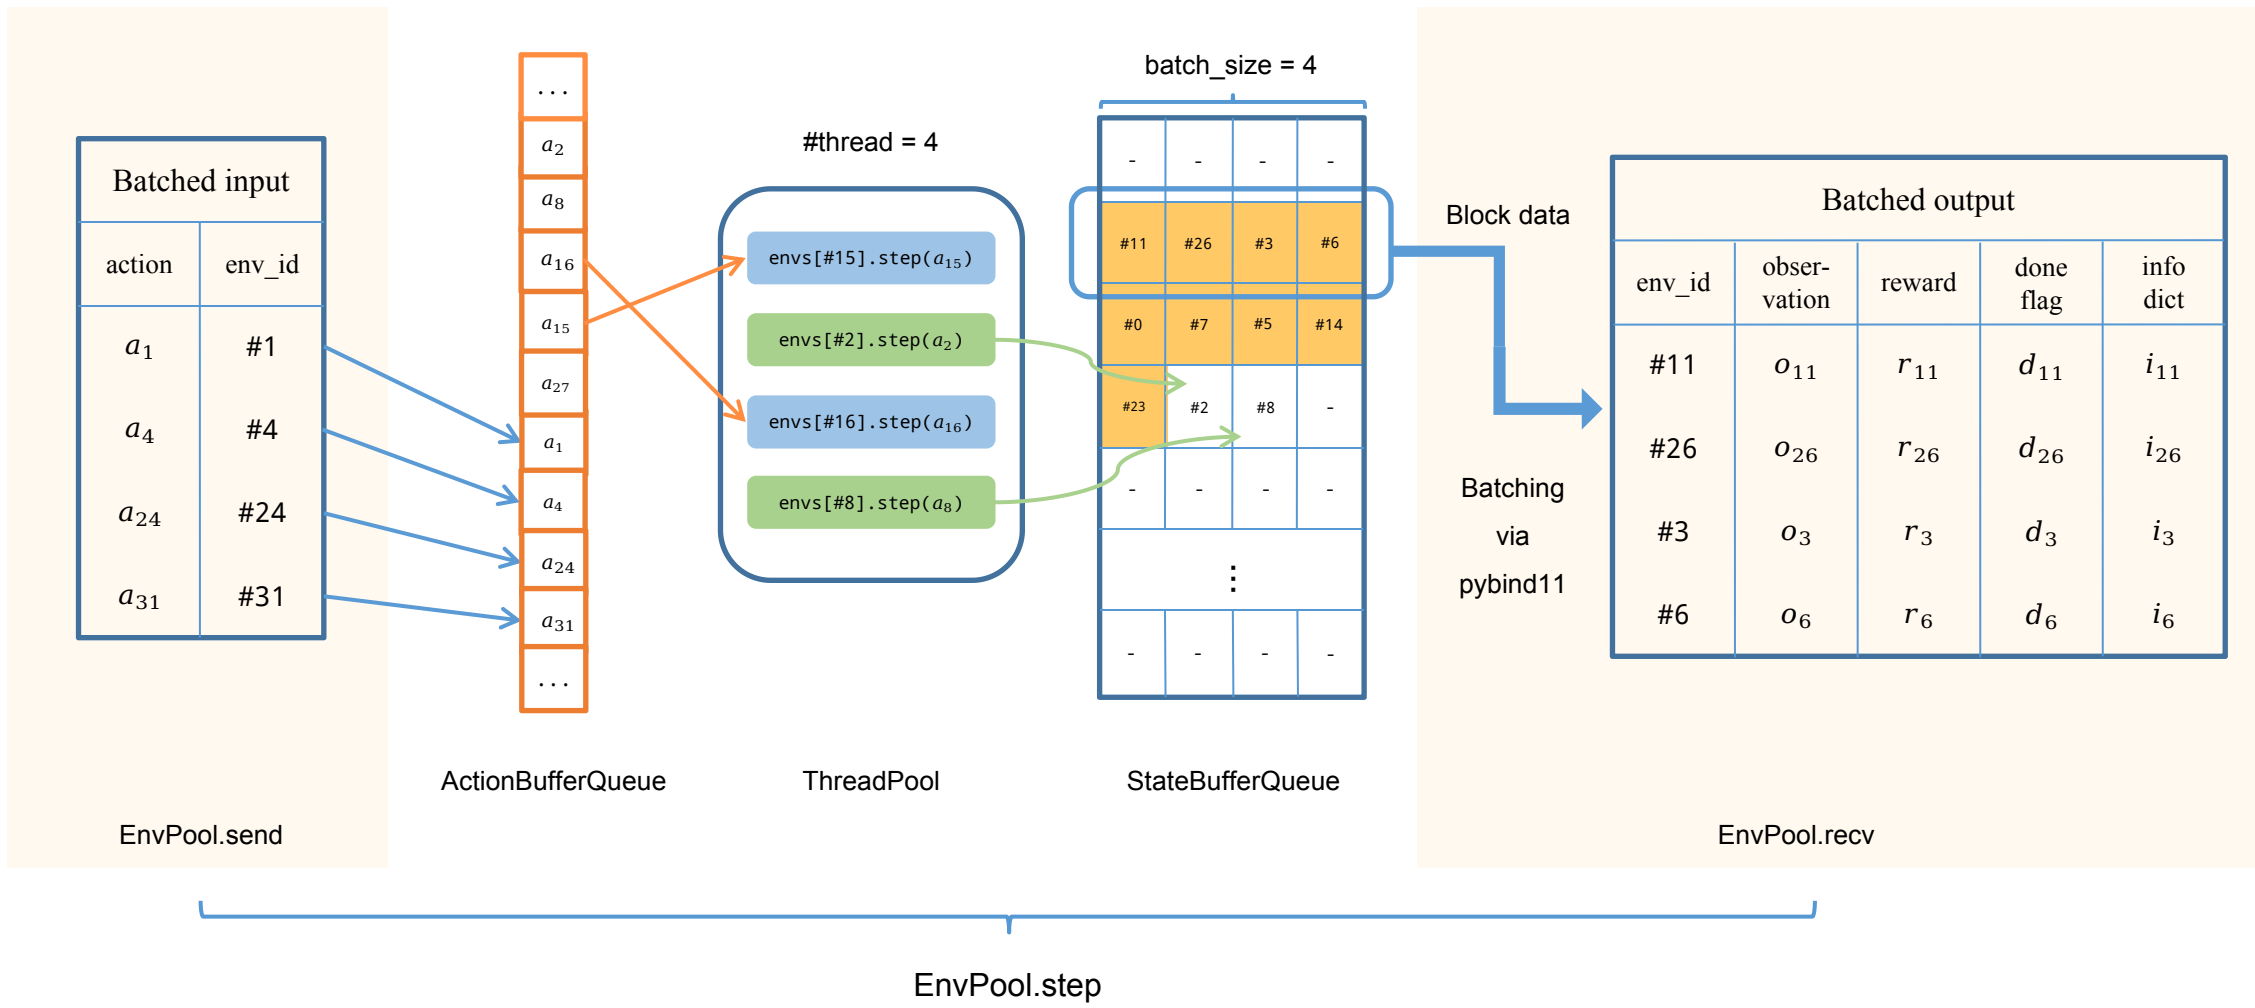 Batched input
action env_id
a₁ #1
a₄ #4
a₂₄ #24
a₃₁ #31
EnvPool.send
...
a₂
a₈
a₁₆
a₁₅
a₂₇
a₁
a₄
a₂₄
a₃₁
...
ActionBufferQueue
#thread = 4
envs[#15].step(a₁₅)
envs[#2].step(a₂)
envs[#16].step(a₁₆)
envs[#8].step(a₈)
ThreadPool
batch_size = 4
- - - -
#11 #26 #3 #6
#0 #7 #5 #14
#23 #2 #8 -
- - - -
⋮
- - - -
StateBufferQueue
Block data
Batching
via
pybind11
Batched output
env_id obser-vation reward done flag info dict
#11 o₁₁ r₁₁ d₁₁ i₁₁
#26 o₂₆ r₂₆ d₂₆ i₂₆
#3 o₃ r₃ d₃ i₃
#6 o₆ r₆ d₆ i₆
EnvPool.recv
EnvPool.step